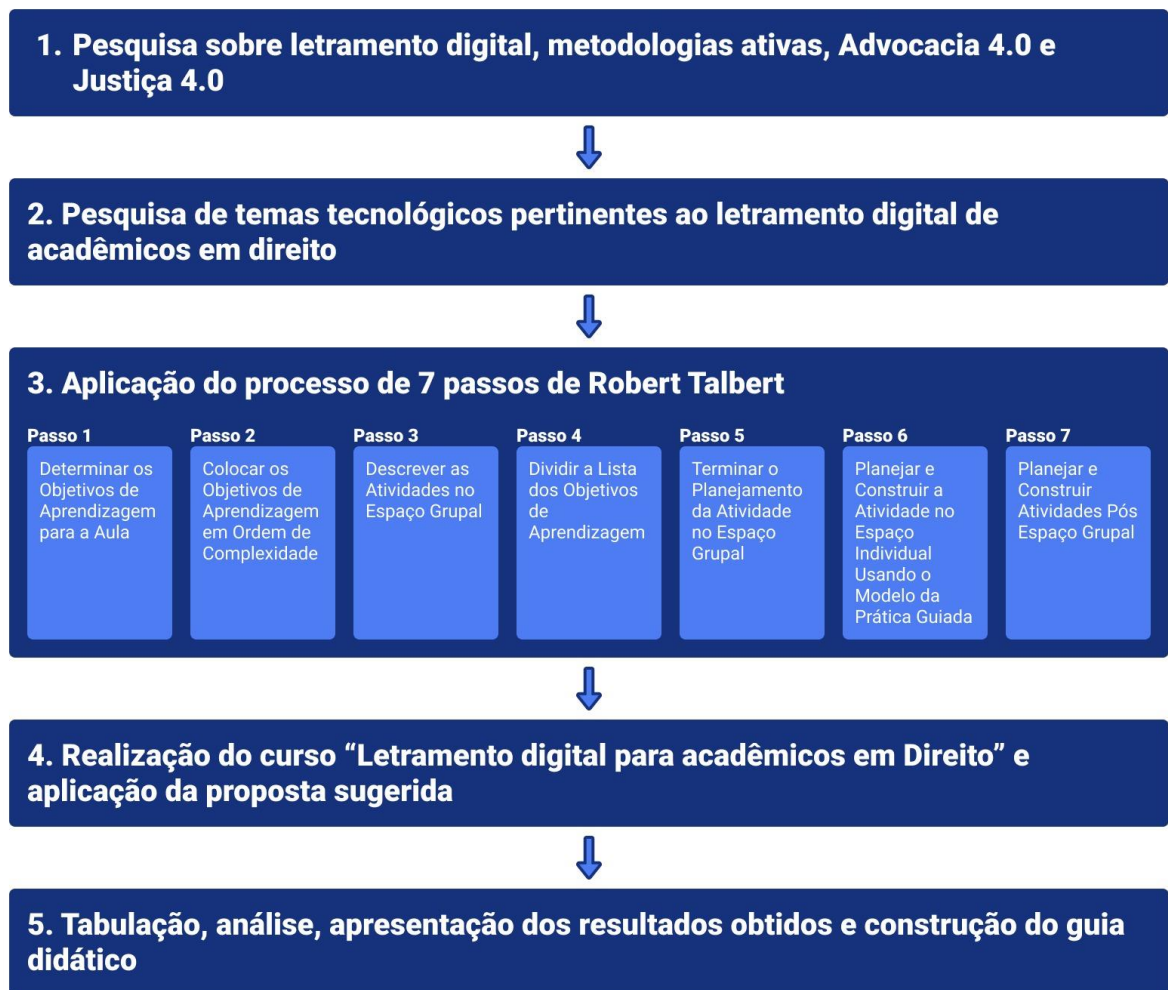 1. Pesquisa sobre letramento digital, metodologias ativas, Advocacia 4.0 e
Justiça 4.0
2. Pesquisa de temas tecnológicos pertinentes ao letramento digital de
acadêmicos em direito
3. Aplicação do processo de 7 passos de Robert Talbert
Passo 1
Determinar os
Objetivos de
Aprendizagem
para a Aula
Passo 2
Colocar os
Objetivos de
Aprendizagem
em Ordem de
Complexidade
Passo 3
Descrever as
Atividades no
Espaço Grupal
Passo 4
Dividir a Lista
dos Objetivos
de
Aprendizagem
Passo 5
Terminar o
Planejamento
da Atividade
no Espaço
Grupal
Passo 6
Planejar e
Construir a
Atividade no
Espaço
Individual
Usando o
Modelo da
Prática Guiada
Passo 7
Planejar e
Construir
Atividades Pós
Espaço Grupal
4. Realização do curso “Letramento digital para acadêmicos em Direito” e
aplicação da proposta sugerida
5. Tabulação, análise, apresentação dos resultados obtidos e construção do guia
didático